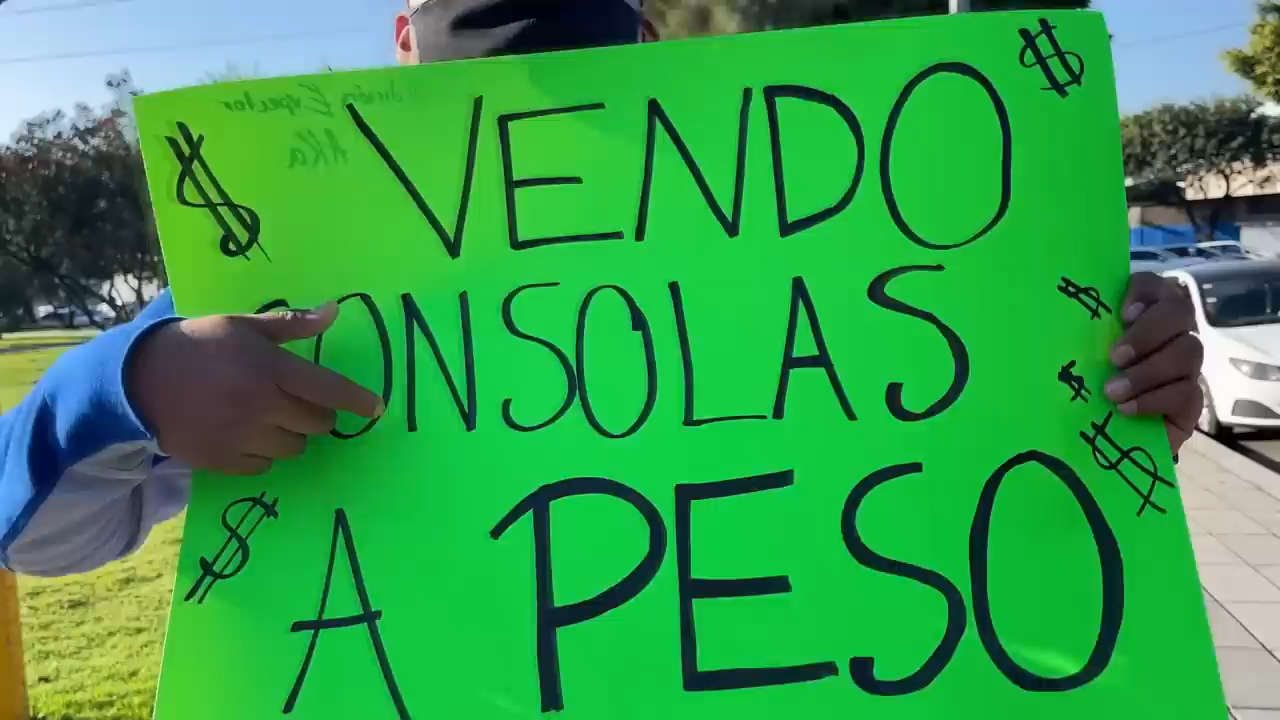 $ VENDO $
CONSOLAS $
$
A PESO $
$